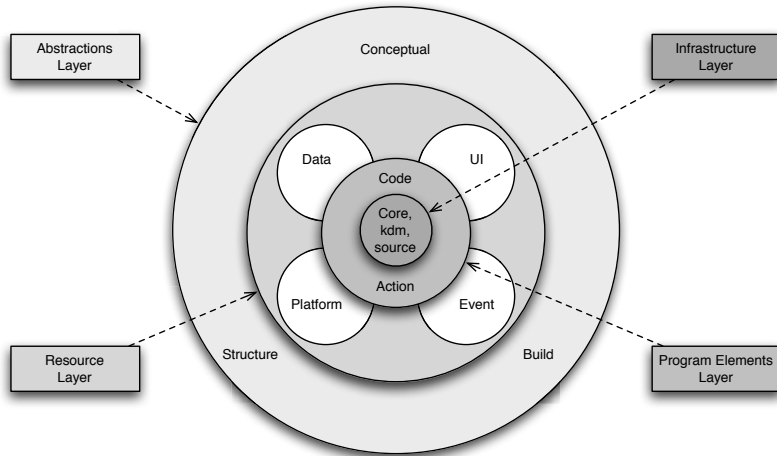 Conceptual
Abstractions
Layer
Infrastructure
Layer
Data
UI
Code
Core,
kdm,
source
Action
Platform
Event
Structure
Build
Resource
Layer
Program Elements
Layer